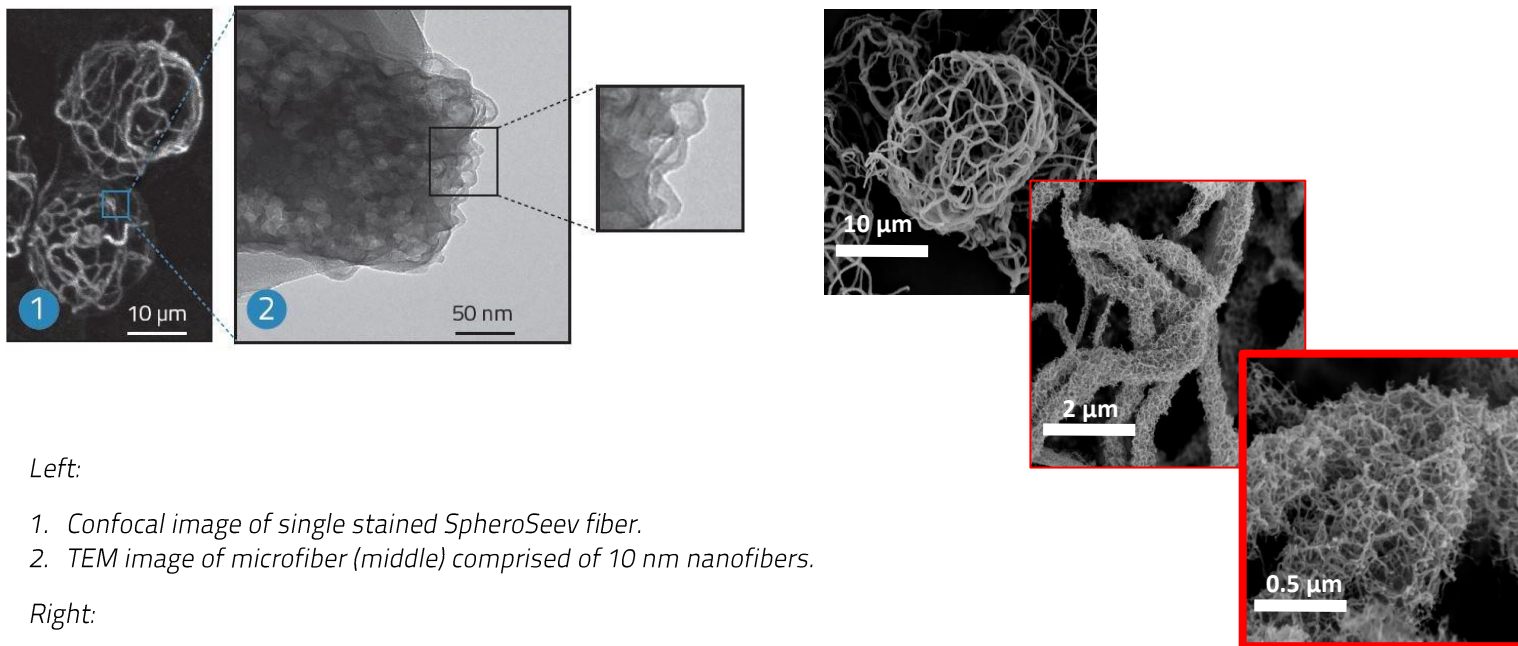 1
10 µm
2
50 nm
10 µm
2 µm
0.5 µm
Left:
1. Confocal image of single stained SpheroSeev fiber.
2. TEM image of microfiber (middle) comprised of 10 nm nanofibers.
Right: